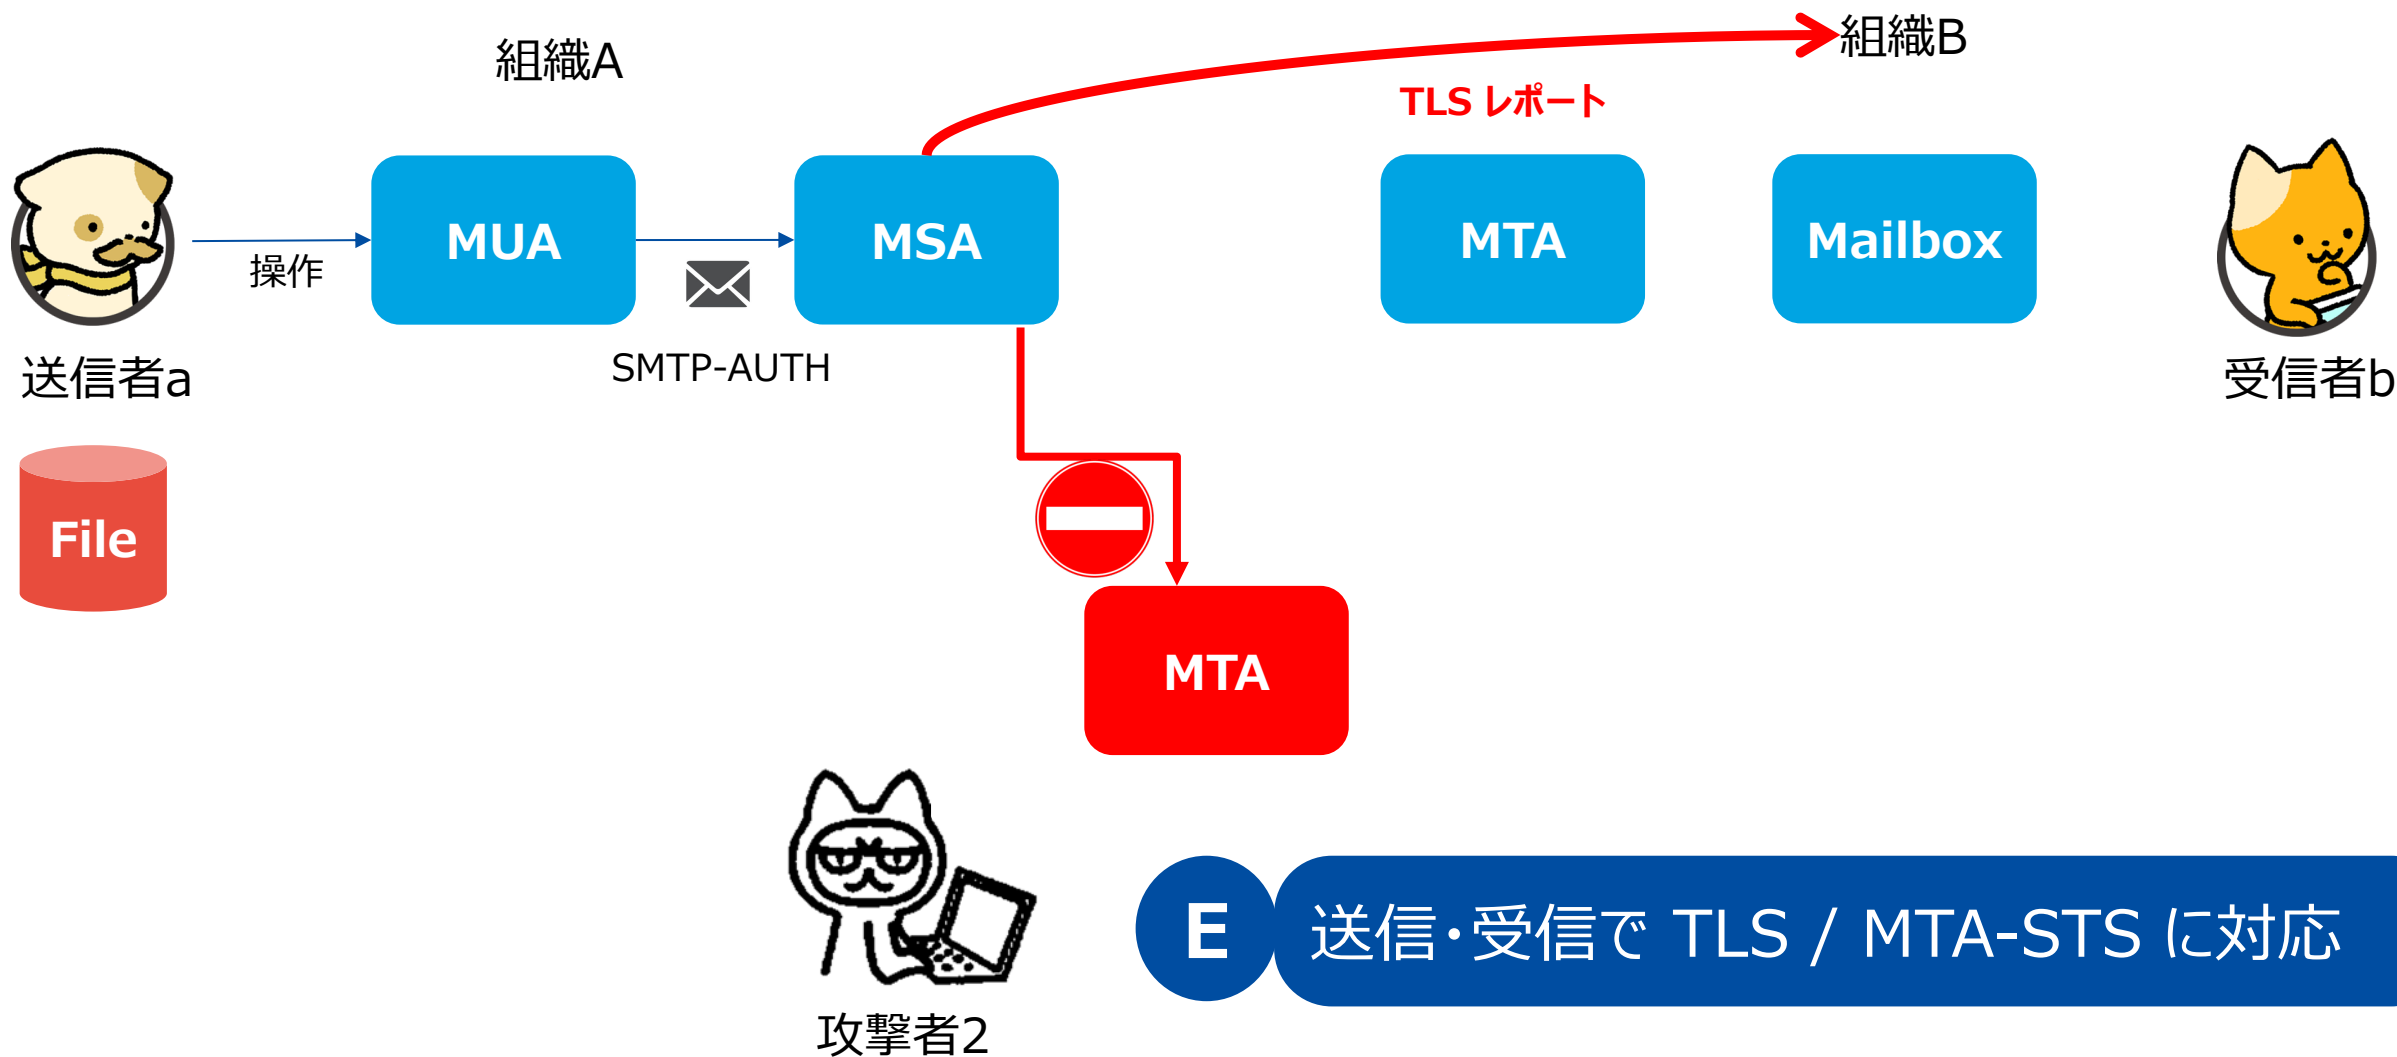 組織A
組織B
TLS レポート
MUA
MSA
MTA
Mailbox
操作
SMTP-AUTH
送信者a
受信者b
File
MTA
E
送信・受信で TLS / MTA-STS に対応
攻撃者2